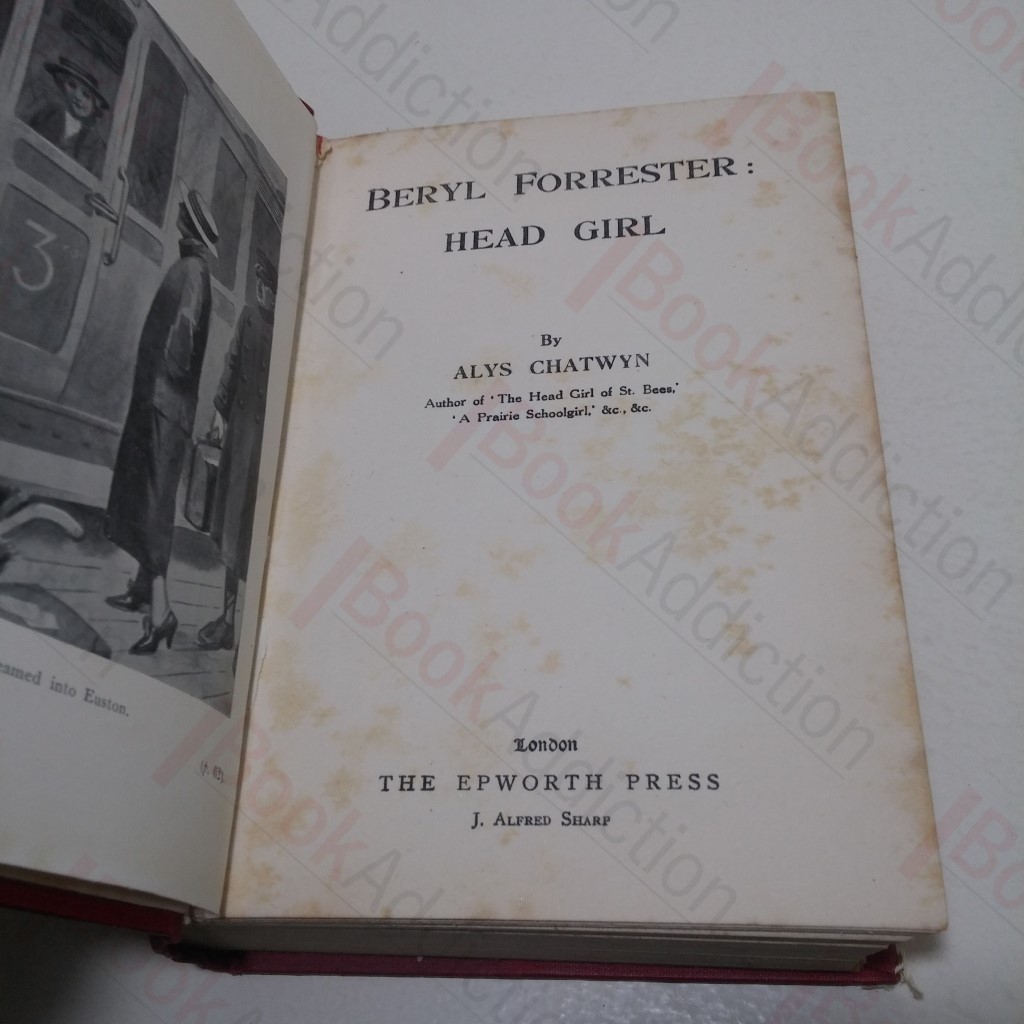 3
eamed into Euston.
BERYL FORRESTER:
HEAD GIRL
By
ALYS CHATWYN
Author of 'The Head Girl of St. Bees,'
'A Prairie Schoolgirl,' &c., &c.
London
THE EPWORTH PRESS
J. ALFRED SHARP
BookAddiction